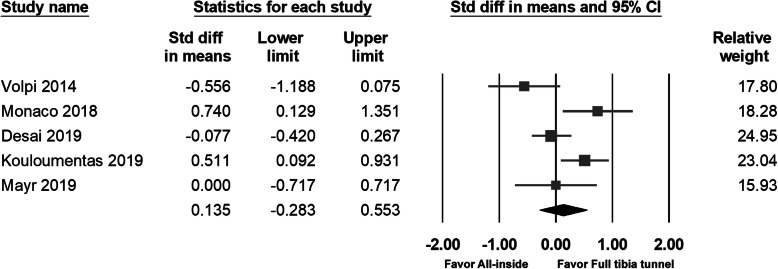 Study name Statistics for each study Std diff in means and 95% CI
Std diff in means Lower limit Upper limit Relative weight
Volpi 2014 -0.556 -1.188 0.075 17.80
Monaco 2018 0.740 0.129 1.351 18.28
Desai 2019 -0.077 -0.420 0.267 24.95
Kouloumentas 2019 0.511 0.092 0.931 23.04
Mayr 2019 0.000 -0.717 0.717 15.93
0.135 -0.283 0.553
-2.00 -1.00 0.00 1.00 2.00
Favor All-inside Favor Full tibia tunnel